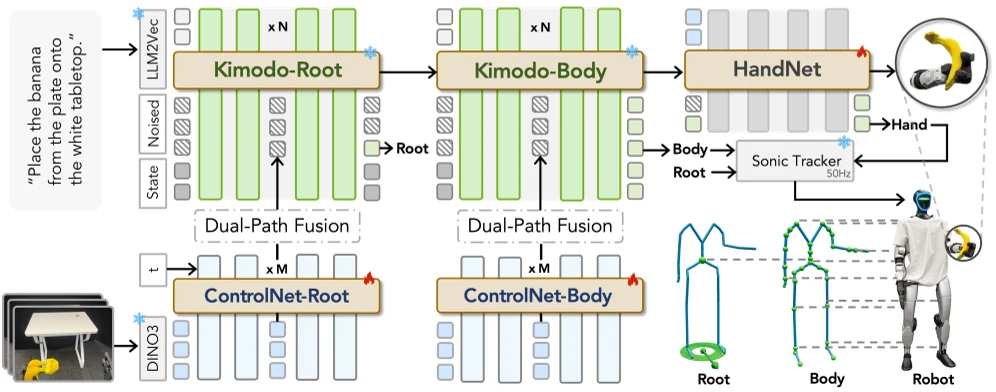 “Place the banana
from the plate onto
the white tabletop.”
LLM2Vec
Noised
State
x N
Kimodo-Root
Root
x N
Kimodo-Body
HandNet
Hand
Body
Root
Sonic Tracker
50Hz
Dual-Path Fusion
Dual-Path Fusion
t
x M
ControlNet-Root
x M
ControlNet-Body
DINO3
Root
Body
Robot